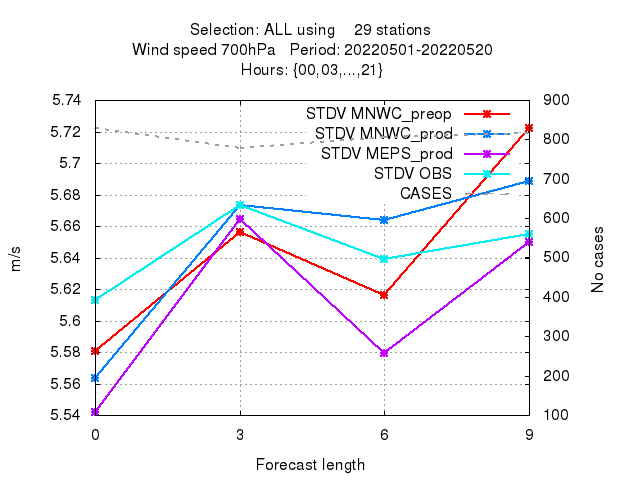 Selection: ALL using 29 stations
Wind speed 700hPa Period: 20220501-20220520
Hours: {00,03,...,21}
5.74
5.72
5.7
5.68
5.66
5.64
5.62
5.6
5.58
5.56
5.54
m/s
STDV MNWC_preop
STDV MNWC_prod
STDV MEPS_prod
STDV OBS
CASES
900
800
700
600
500
400
300
200
100
No cases
0 3 6 9
Forecast length